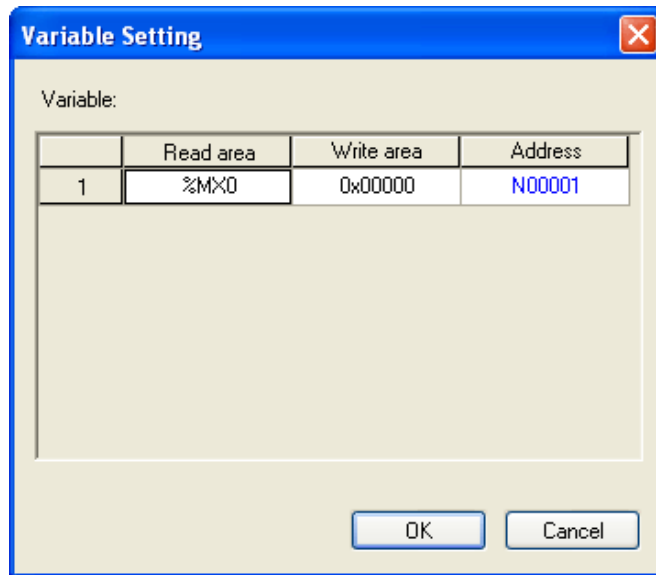 Variable Setting
Variable:
Read area Write area Address
1 %MX0 0x00000 N00001
OK Cancel